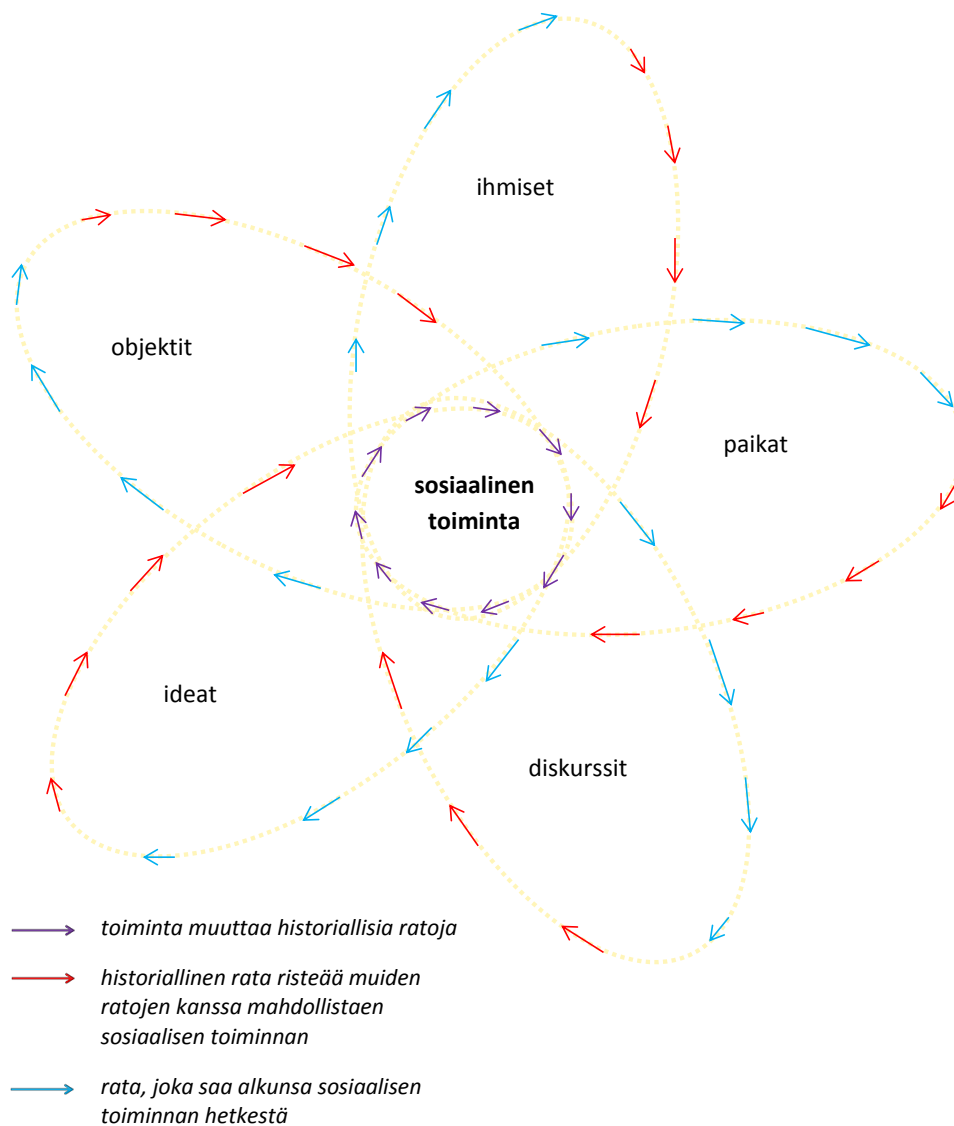 ihmiset
objektit
paikat
sosiaalinen
toiminta
ideat
diskurssit
toiminta muuttaa historiallisia ratoja
historiallinen rata risteää muiden
ratojen kanssa mahdollistaen
sosiaalisen toiminnan
rata, joka saa alkunsa sosiaalisen
toiminnan hetkestä